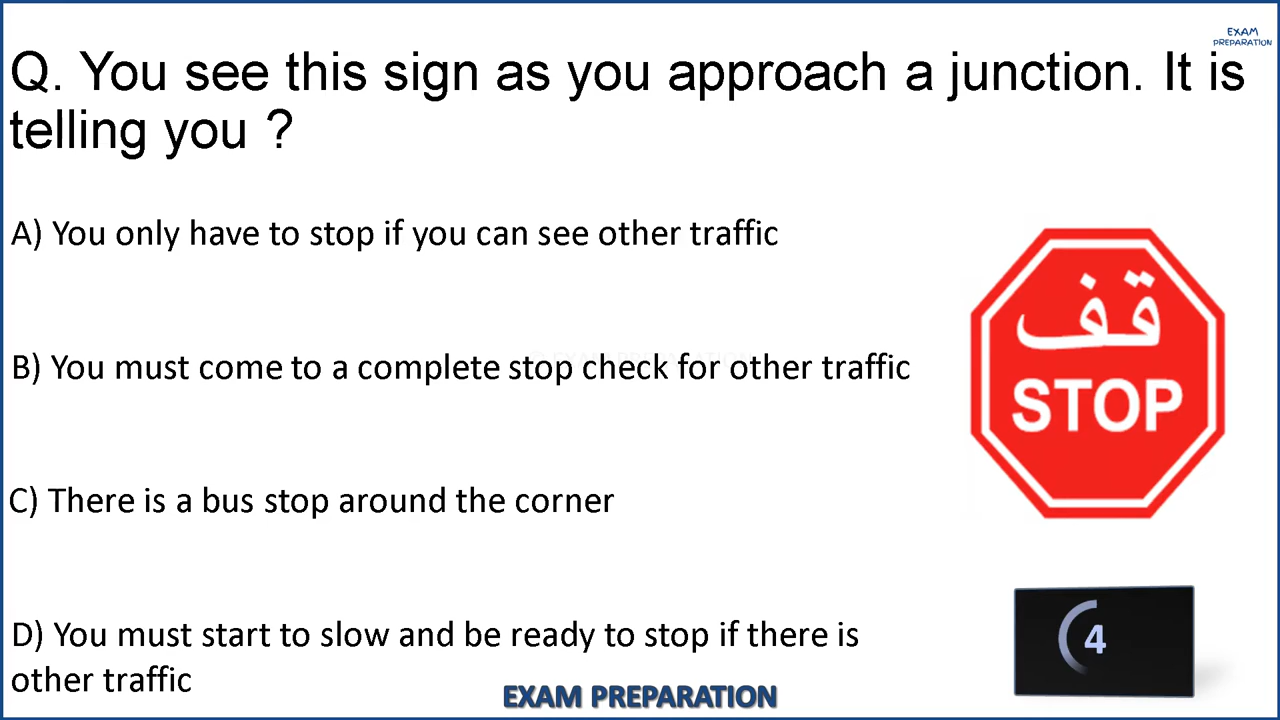 EXAM
PREPARATION
Q. You see this sign as you approach a junction. It is
telling you ?
A) You only have to stop if you can see other traffic
B) You must come to a complete stop check for other traffic
C) There is a bus stop around the corner
D) You must start to slow and be ready to stop if there is
other traffic
قف
STOP
4
EXAM PREPARATION